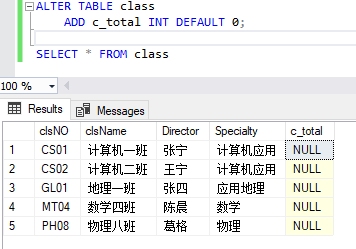 ALTER TABLE class
ADD c_total INT DEFAULT 0;
SELECT * FROM class
100 %
Results Messages
clsNO clsName Director Specialty c_total
1 CS01 计算机一班 张宁 计算机应用 NULL
2 CS02 计算机二班 王宁 计算机应用 NULL
3 GL01 地理一班 张四 应用地理 NULL
4 MT04 数学四班 陈晨 数学 NULL
5 PH08 物理八班 葛格 物理 NULL